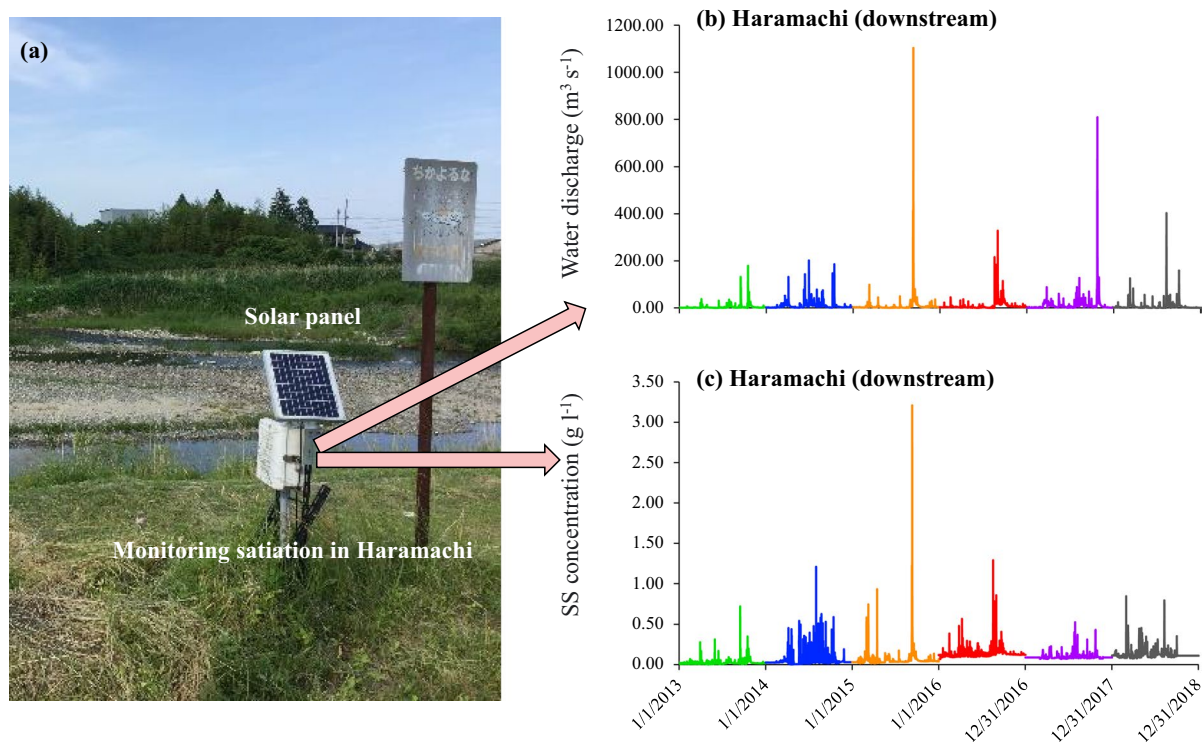 (a)
ちかよるな
Solar panel
Monitoring satiation in Haramachi
(b) Haramachi (downstream)
Water discharge (m³ s⁻¹)
1200.00
1000.00
800.00
600.00
400.00
200.00
0.00
(c) Haramachi (downstream)
SS concentration (g l⁻¹)
3.50
3.00
2.50
2.00
1.50
1.00
0.50
0.00
1/1/2013
1/1/2014
1/1/2015
1/1/2016
12/31/2016
12/31/2017
12/31/2018